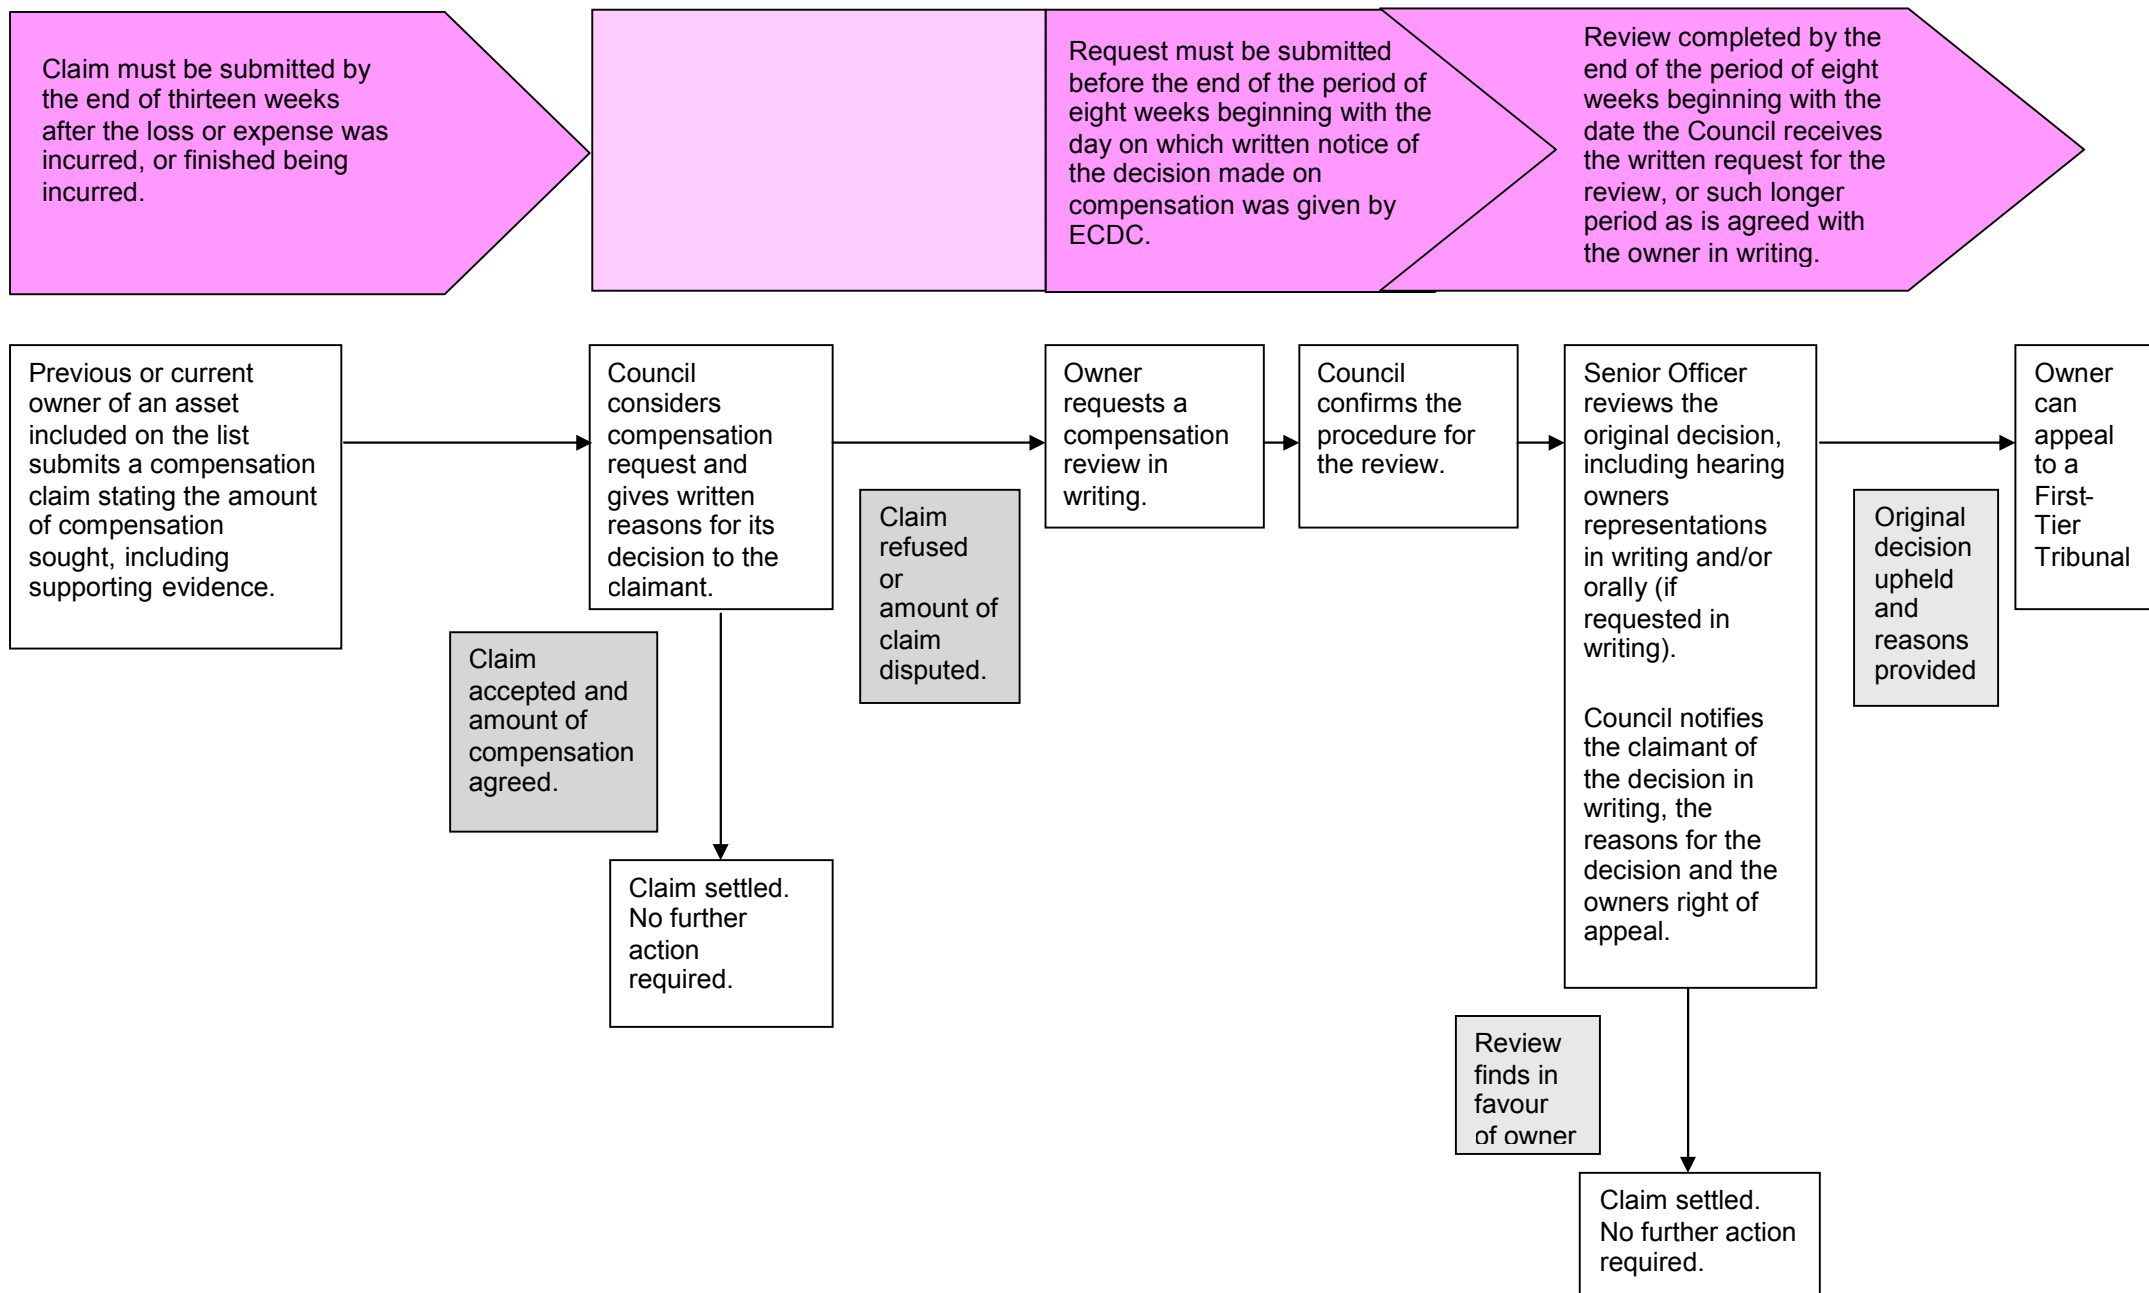 Claim must be submitted by
the end of thirteen weeks
after the loss or expense was
incurred, or finished being
incurred.
Request must be submitted
before the end of the period of
eight weeks beginning with the
day on which written notice of
the decision made on
compensation was given by
ECDC.
Review completed by the
end of the period of eight
weeks beginning with the
date the Council receives
the written request for the
review, or such longer
period as is agreed with
the owner in writing.
Previous or current
owner of an asset
included on the list
submits a compensation
claim stating the amount
of compensation
sought, including
supporting evidence.
Council
considers
compensation
request and
gives written
reasons for its
decision to the
claimant.
Claim
accepted and
amount of
compensation
agreed.
Claim settled.
No further
action
required.
Claim
refused
or
amount of
claim
disputed.
Owner
requests a
compensation
review in
writing.
Council
confirms the
procedure for
the review.
Senior Officer
reviews the
original decision,
including hearing
owners
representations
in writing and/or
orally (if
requested in
writing).
Council notifies
the claimant of
the decision in
writing, the
reasons for the
decision and the
owners right of
appeal.
Review
finds in
favour
of owner
Claim settled.
No further action
required.
Original
decision
upheld
and
reasons
provided
Owner
can
appeal
to a
First-
Tier
Tribunal